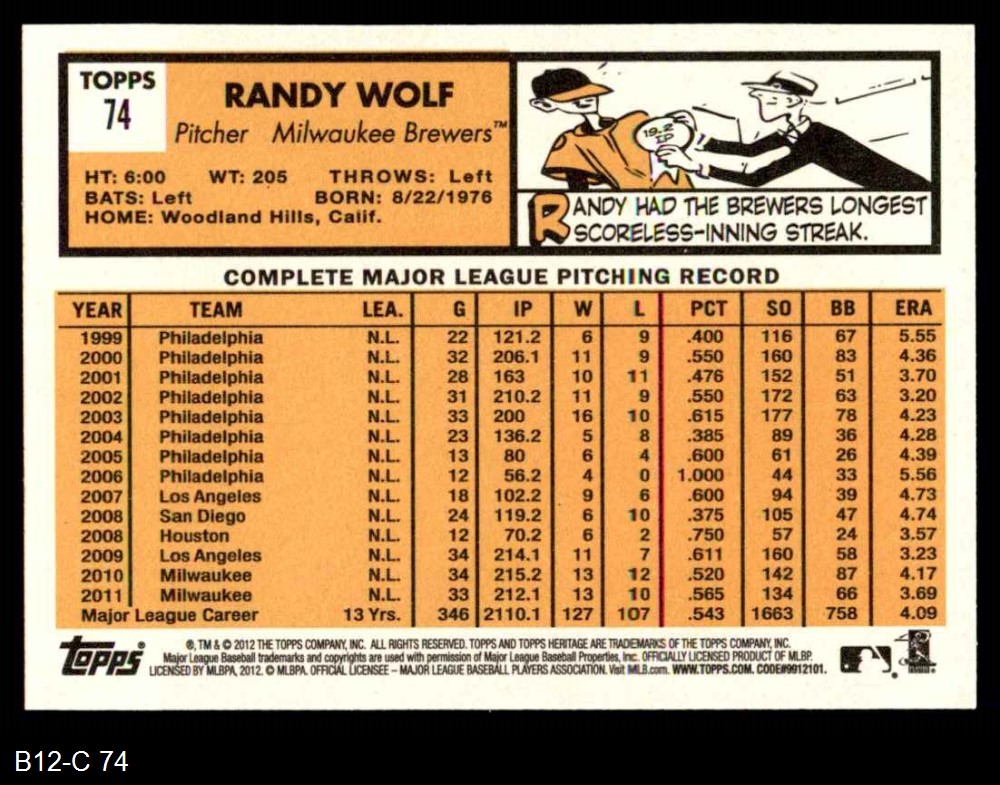 TOPPS
74
RANDY WOLF
Pitcher Milwaukee Brewers™
HT: 6:00 WT: 205 THROWS: Left
BATS: Left BORN: 8/22/1976
HOME: Woodland Hills, Calif.
19.2
IP
RANDY HAD THE BREWERS LONGEST
SCORELESS-INNING STREAK.
COMPLETE MAJOR LEAGUE PITCHING RECORD
YEAR TEAM LEA. G IP W L PCT SO BB ERA
1999 Philadelphia N.L. 22 121.2 6 9 .400 116 67 5.55
2000 Philadelphia N.L. 32 206.1 11 9 .550 160 83 4.36
2001 Philadelphia N.L. 28 163 10 11 .476 152 51 3.70
2002 Philadelphia N.L. 31 210.2 11 9 .550 172 63 3.20
2003 Philadelphia N.L. 33 200 16 10 .615 177 78 4.23
2004 Philadelphia N.L. 23 136.2 5 8 .385 89 36 4.28
2005 Philadelphia N.L. 13 80 6 4 .600 61 26 4.39
2006 Philadelphia N.L. 12 56.2 4 0 1.000 44 33 5.56
2007 Los Angeles N.L. 18 102.2 9 6 .600 94 39 4.73
2008 San Diego N.L. 24 119.2 6 10 .375 105 47 4.74
2008 Houston N.L. 12 70.2 6 2 .750 57 24 3.57
2009 Los Angeles N.L. 34 214.1 11 7 .611 160 58 3.23
2010 Milwaukee N.L. 34 215.2 13 12 .520 142 87 4.17
2011 Milwaukee N.L. 33 212.1 13 10 .565 134 66 3.69
Major League Career 13 Yrs. 346 2110.1 127 107 .543 1663 758 4.09
Topps®
®, TM & © 2012 THE TOPPS COMPANY, INC. ALL RIGHTS RESERVED. TOPPS AND TOPPS HERITAGE ARE TRADEMARKS OF THE TOPPS COMPANY, INC.
Major League Baseball trademarks and copyrights are used with permission of Major League Baseball Properties, Inc. OFFICIALLY LICENSED PRODUCT OF MLBP.
LICENSED BY MLBPA, 2012. © MLBPA. OFFICIAL LICENSEE – MAJOR LEAGUE BASEBALL PLAYERS ASSOCIATION. Visit MLB.com. WWW.TOPPS.COM. CODE#9912101.
B12-C 74